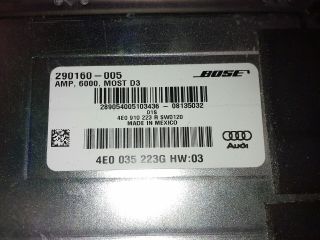 290160-005
BOSE
AMP, 6000, MOST D3
289054005103436 - 08135032
016
4E0 910 223 R SW0120
MADE IN MEXICO
Audi
4E0 035 223G HW:03